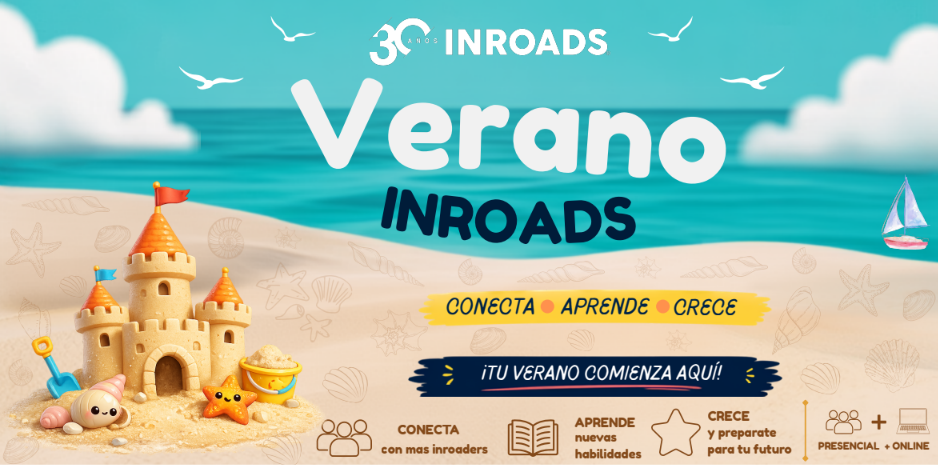 30 AÑOS INROADS
Verano
INROADS
CONECTA • APRENDE • CRECE
¡TU VERANO COMIENZA AQUÍ!
CONECTA
con mas inroaders
APRENDE
nuevas
habilidades
CRECE
y preparate
para tu futuro
+
PRESENCIAL + ONLINE